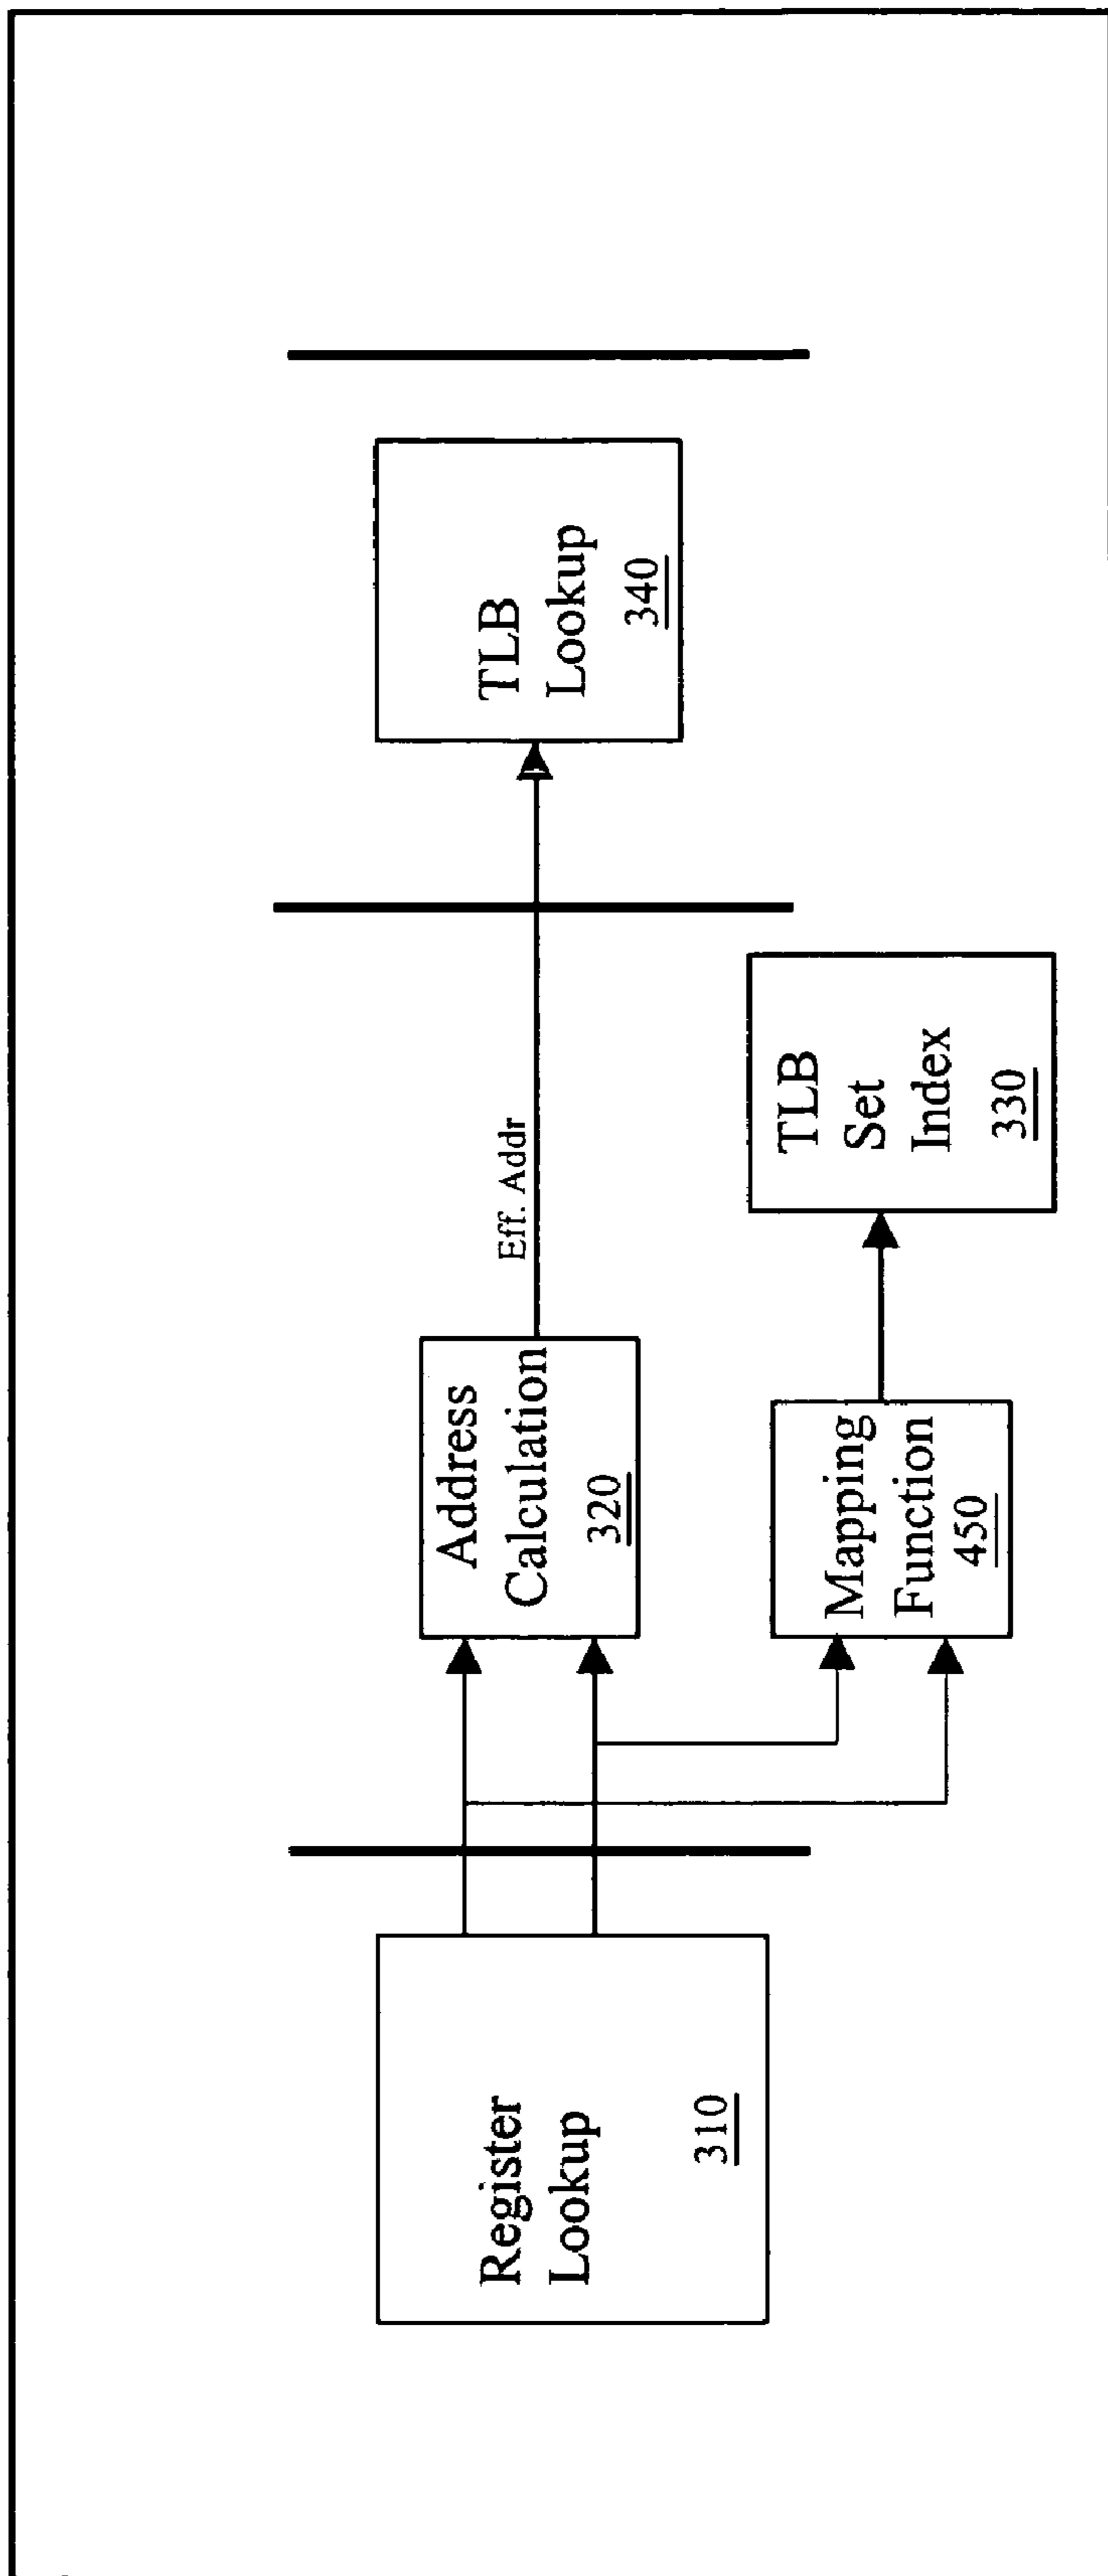 Register
Lookup
310
Address
Calculation
320
Eff. Addr
Mapping
Function
450
TLB
Set
Index
330
TLB
Lookup
340